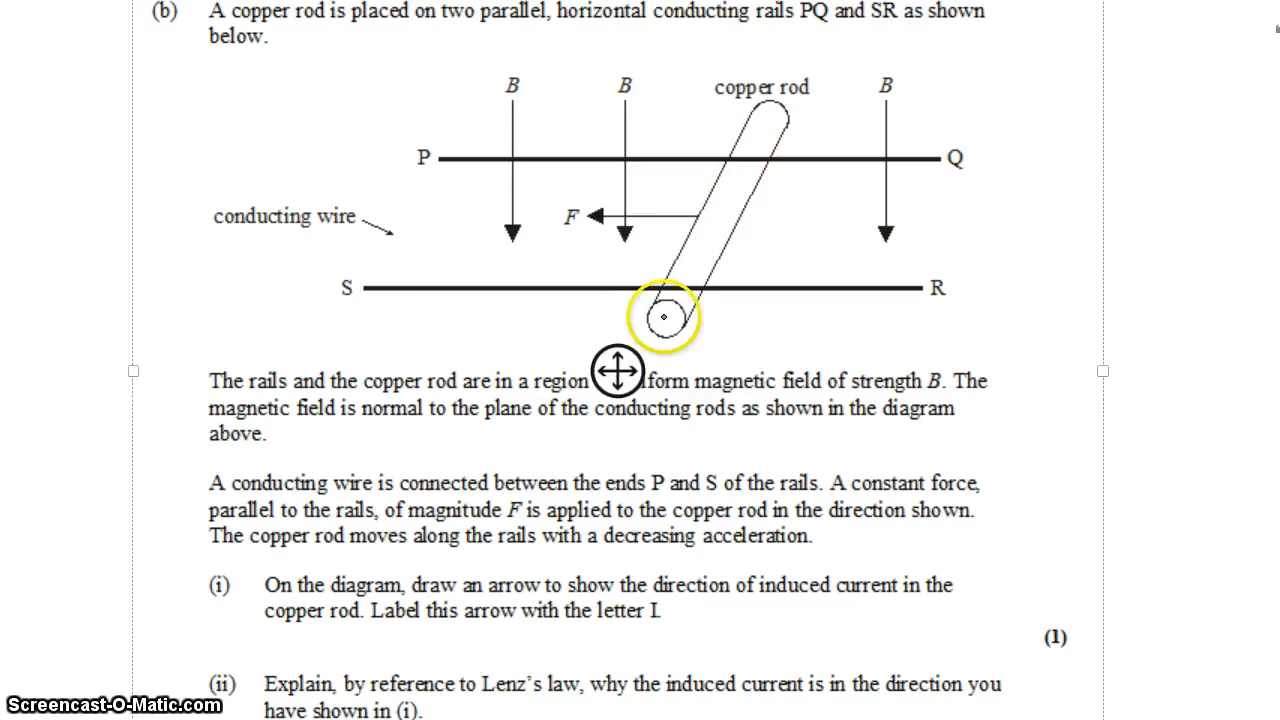 (b) A copper rod is placed on two parallel, horizontal conducting rails PQ and SR as shown
below.
B B copper rod B
P Q
conducting wire F
S R
The rails and the copper rod are in a region form magnetic field of strength B. The
magnetic field is normal to the plane of the conducting rods as shown in the diagram
above.
A conducting wire is connected between the ends P and S of the rails. A constant force,
parallel to the rails, of magnitude F is applied to the copper rod in the direction shown.
The copper rod moves along the rails with a decreasing acceleration.
(i) On the diagram, draw an arrow to show the direction of induced current in the
copper rod. Label this arrow with the letter I.
(1)
(ii) Explain, by reference to Lenz's law, why the induced current is in the direction you
have shown in (i).
Screencast-O-Matic.com